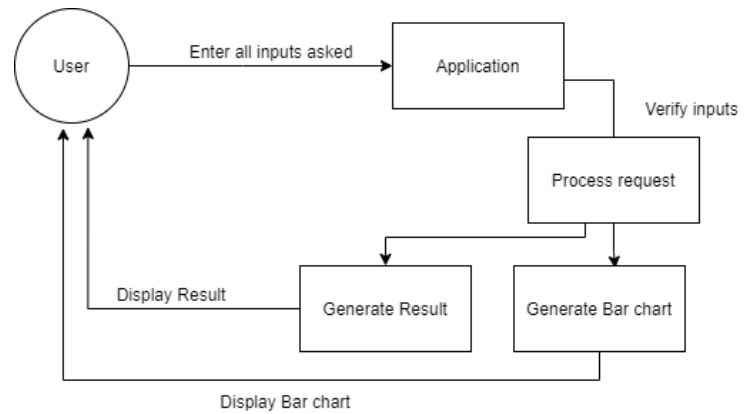 User
Enter all inputs asked
Application
Verify inputs
Process request
Display Result
Generate Result
Generate Bar chart
Display Bar chart